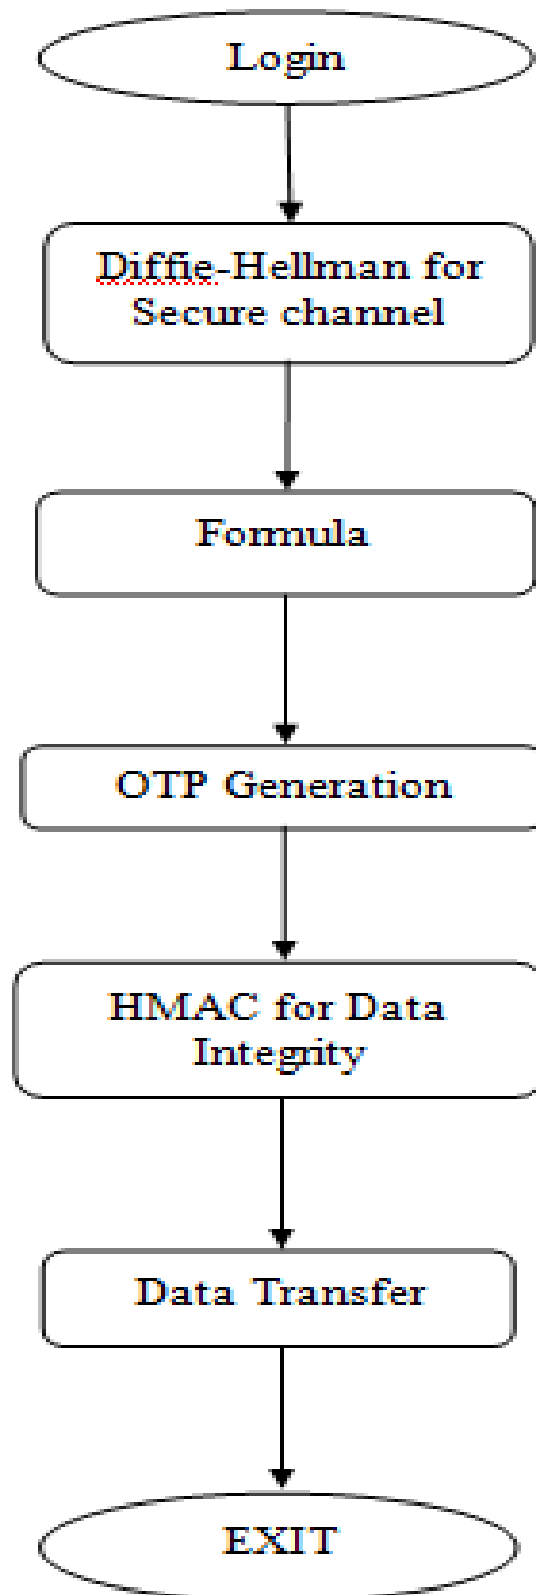 Login
Diffie-Hellman for
Secure channel
Formula
OTP Generation
HMAC for Data
Integrity
Data Transfer
EXIT